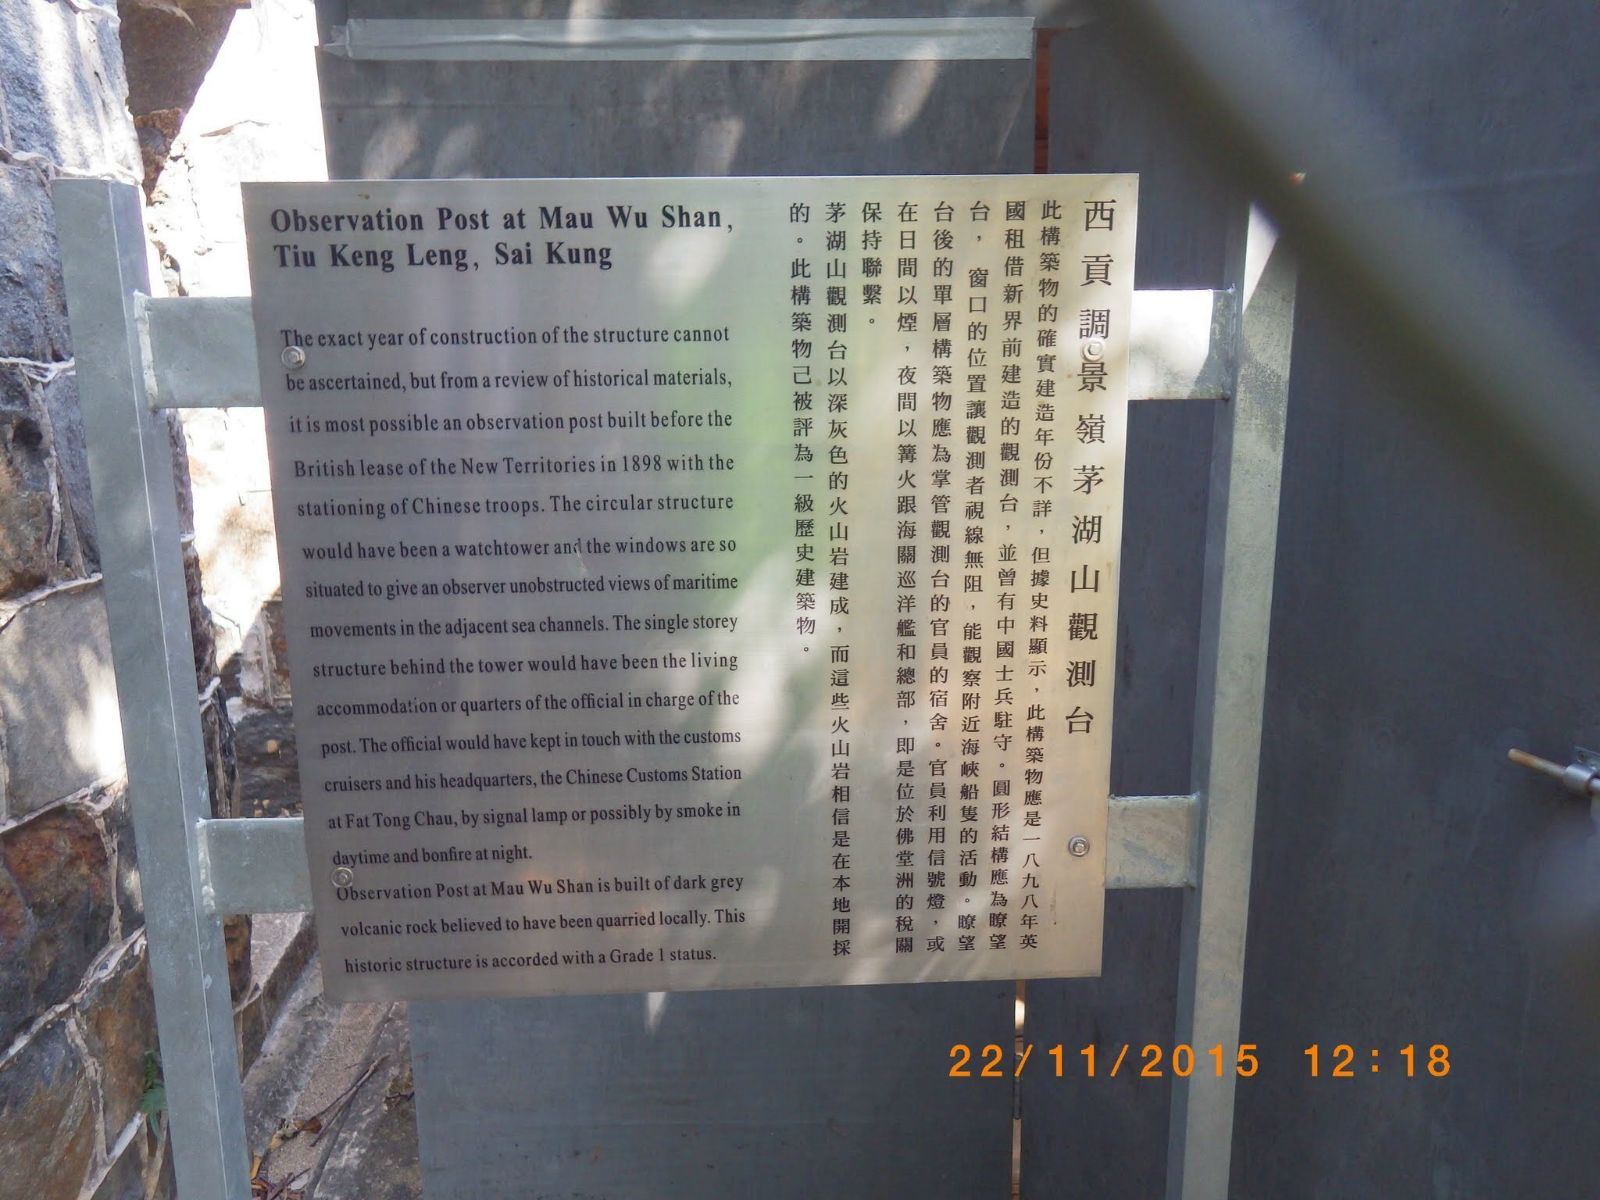 Observation Post at Mau Wu Shan,
Tiu Keng Leng, Sai Kung
The exact year of construction of the structure cannot
be ascertained, but from a review of historical materials,
it is most possible an observation post built before the
British lease of the New Territories in 1898 with the
stationing of Chinese troops. The circular structure
would have been a watchtower and the windows are so
situated to give an observer unobstructed views of maritime
movements in the adjacent sea channels. The single storey
structure behind the tower would have been the living
accommodation or quarters of the official in charge of the
post. The official would have kept in touch with the customs
cruisers and his headquarters, the Chinese Customs Station
at Fat Tong Chau, by signal lamp or possibly by smoke in
daytime and bonfire at night.
Observation Post at Mau Wu Shan is built of dark grey
volcanic rock believed to have been quarried locally. This
historic structure is accorded with a Grade 1 status.
西貢調景嶺茅湖山觀測台
此構築物的確實建造年份不詳，但據史料顯示，此構築物應是一八九八年英
國租借新界前建造的觀測台，並曾有中國士兵駐守。圓形結構應為瞭望
台，窗口的位置讓觀測者視線無阻，能觀察附近海峽船隻的活動。瞭望
台後的單層構築物應為掌管觀測台的官員的宿舍。官員利用信號燈，或
在日間以煙，夜間以篝火跟海關巡洋艦和總部，即是位於佛堂洲的稅關
保持聯繫。
茅湖山觀測台以深灰色的火山岩建成，而這些火山岩相信是在本地開採
的。此構築物己被評為一級歷史建築物。
22/11/2015 12:18